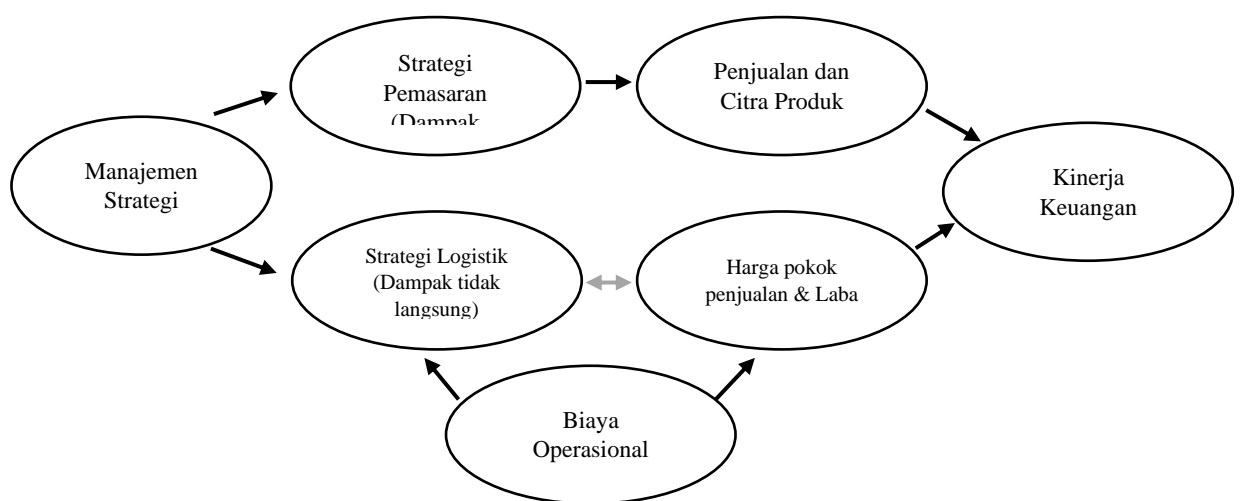 Strategi
Pemasaran
(Dampak
Penjualan dan
Citra Produk
Manajemen
Strategi
Kinerja
Keuangan
Strategi Logistik
(Dampak tidak
langsung)
Harga pokok
penjualan & Laba
Biaya
Operasional